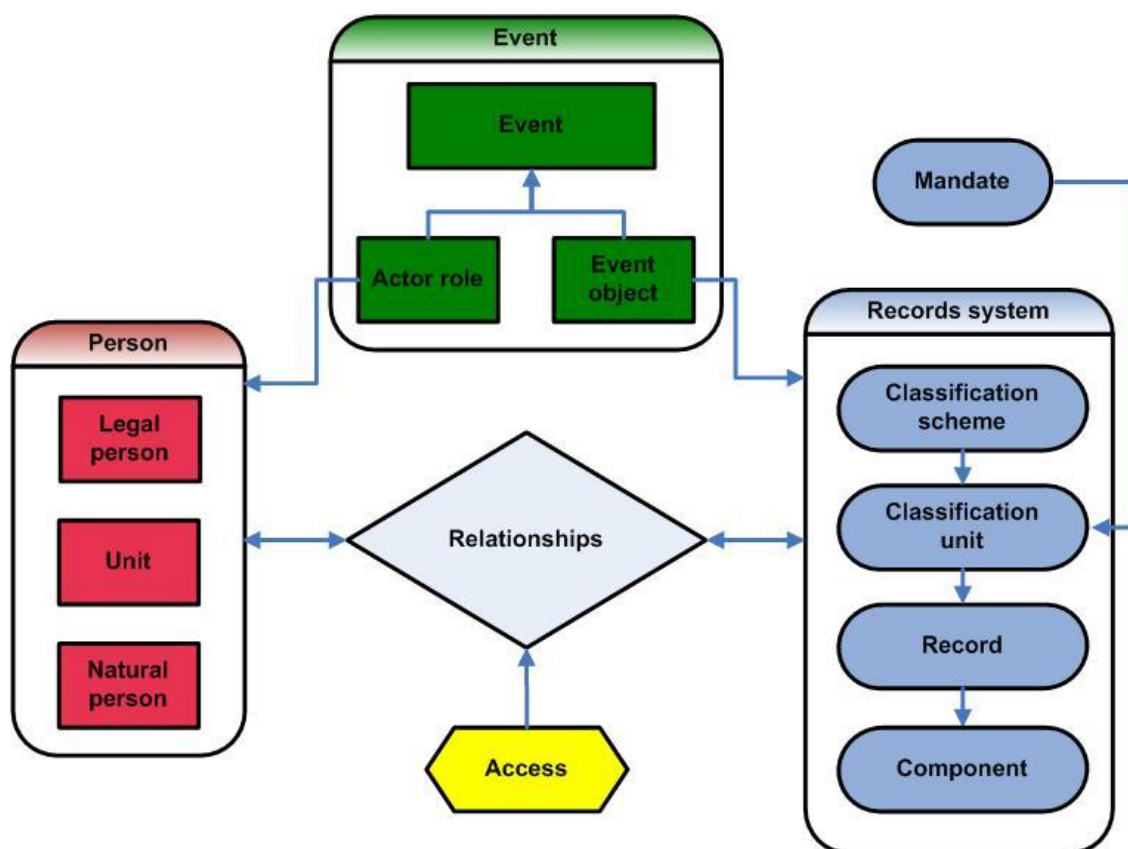 Event
Event
Actor role
Event
object
Mandate
Person
Legal
person
Unit
Natural
person
Relationships
Access
Records system
Classification
scheme
Classification
unit
Record
Component